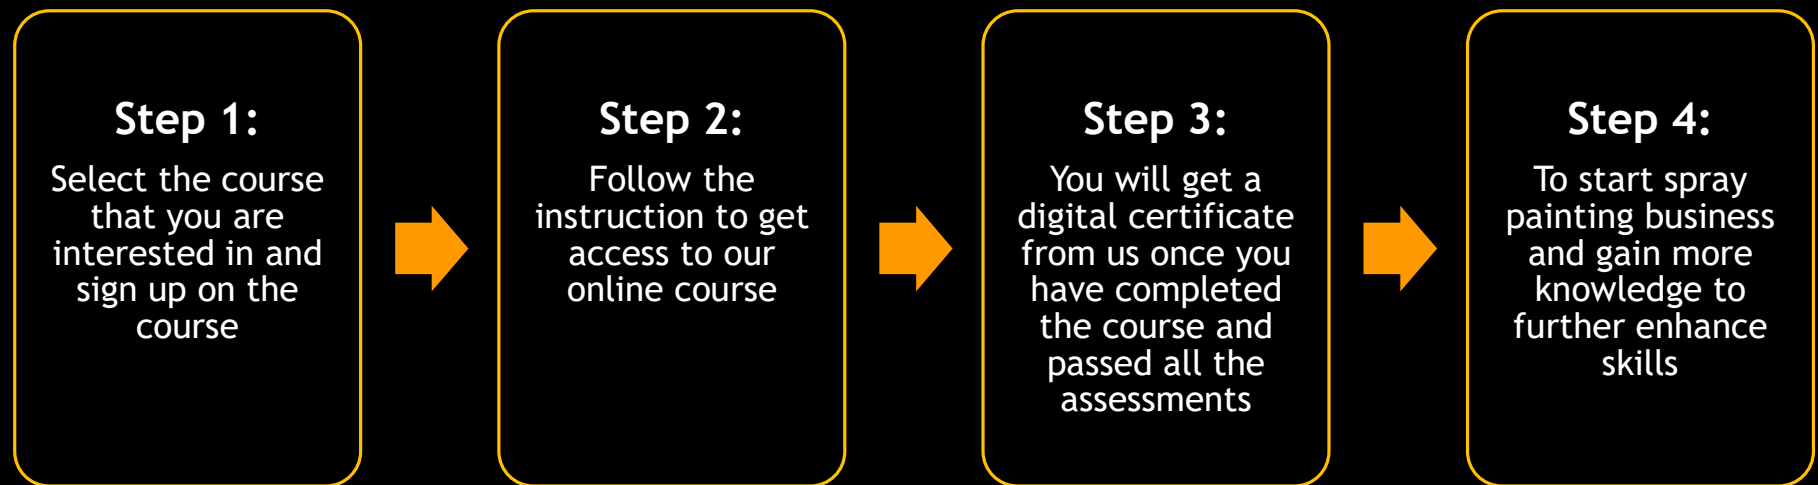 Step 1:
Select the course
that you are
interested in and
sign up on the
course
Step 2:
Follow the
instruction to get
access to our
online course
Step 3:
You will get a
digital certificate
from us once you
have completed
the course and
passed all the
assessments
Step 4:
To start spray
painting business
and gain more
knowledge to
further enhance
skills